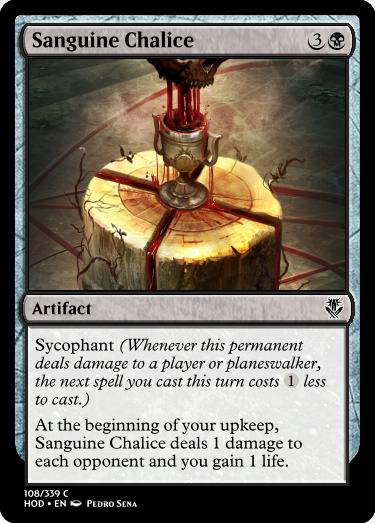 Sanguine Chalice 3
Artifact
Sycophant (Whenever this permanent
deals damage to a player or planeswalker,
the next spell you cast this turn costs 1 less
to cast.)
At the beginning of your upkeep,
Sanguine Chalice deals 1 damage to
each opponent and you gain 1 life.
108/339 C
HOD • EN Pedro Sena